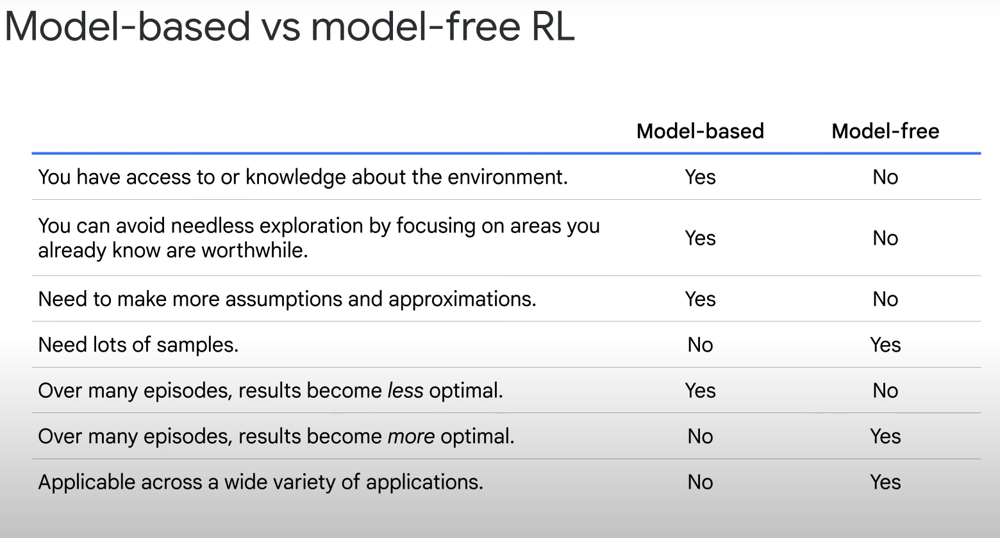 Model-based vs model-free RL
Model-based Model-free
You have access to or knowledge about the environment. Yes No
You can avoid needless exploration by focusing on areas you
already know are worthwhile. Yes No
Need to make more assumptions and approximations. Yes No
Need lots of samples. No Yes
Over many episodes, results become less optimal. Yes No
Over many episodes, results become more optimal. No Yes
Applicable across a wide variety of applications. No Yes